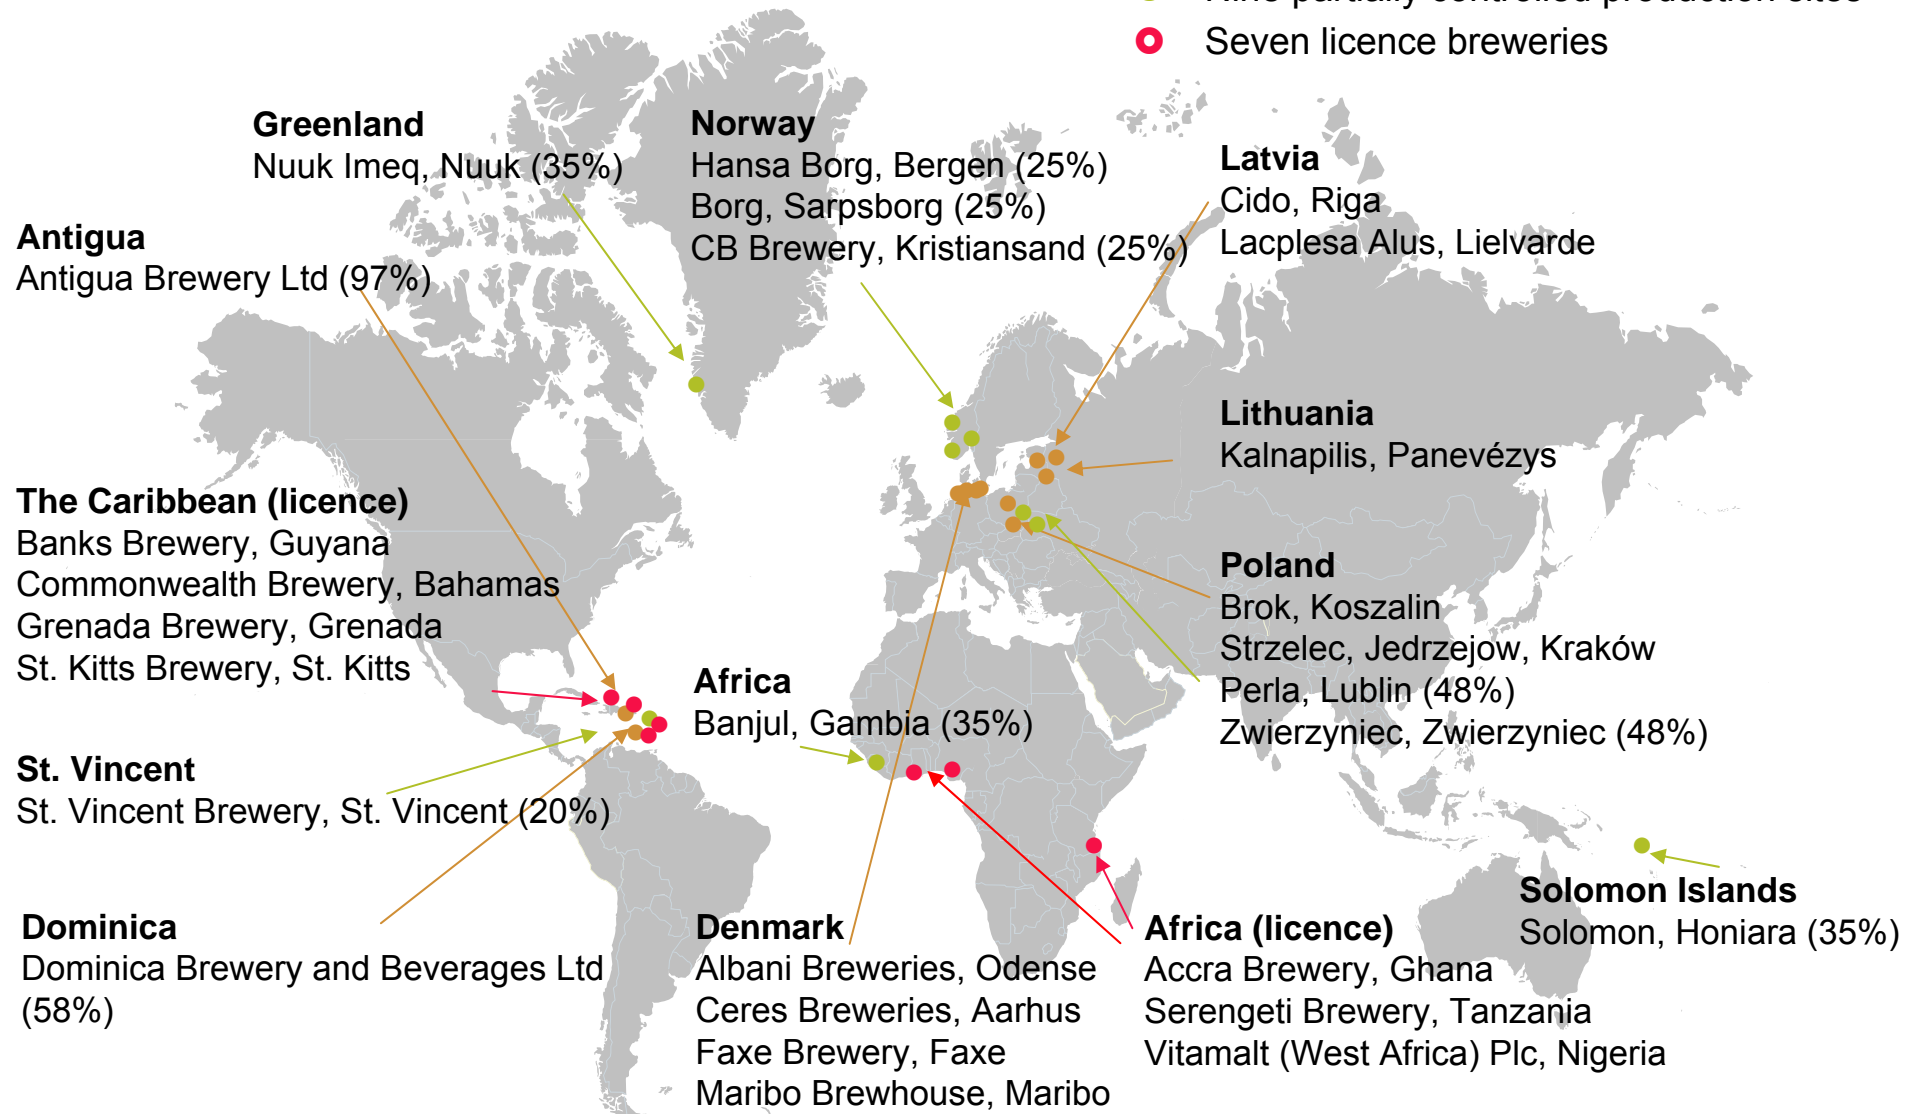 Nine partially controlled production sites
Seven licence breweries
Greenland
Nuuk Imeq, Nuuk (35%)
Norway
Hansa Borg, Bergen (25%)
Borg, Sarpsborg (25%)
CB Brewery, Kristiansand (25%)
Latvia
Cido, Riga
Lacplesa Alus, Lielvarde
Antigua
Antigua Brewery Ltd (97%)
Lithuania
Kalnapilis, Panevézys
The Caribbean (licence)
Banks Brewery, Guyana
Commonwealth Brewery, Bahamas
Grenada Brewery, Grenada
St. Kitts Brewery, St. Kitts
Poland
Brok, Koszalin
Strzelec, Jedrzejow, Kraków
Perla, Lublin (48%)
Zwierzyniec, Zwierzyniec (48%)
Africa
Banjul, Gambia (35%)
St. Vincent
St. Vincent Brewery, St. Vincent (20%)
Solomon Islands
Solomon, Honiara (35%)
Dominica
Dominica Brewery and Beverages Ltd
(58%)
Denmark
Albani Breweries, Odense
Ceres Breweries, Aarhus
Faxe Brewery, Faxe
Maribo Brewhouse, Maribo
Africa (licence)
Accra Brewery, Ghana
Serengeti Brewery, Tanzania
Vitamalt (West Africa) Plc, Nigeria